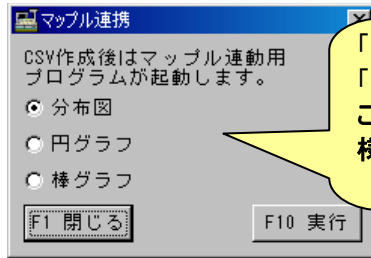 マップル連携
CSV作成後はマップル連動用
プログラムが起動します。
分布図
円グラフ
棒グラフ
F1 閉じる
F10 実行
「
「
こ